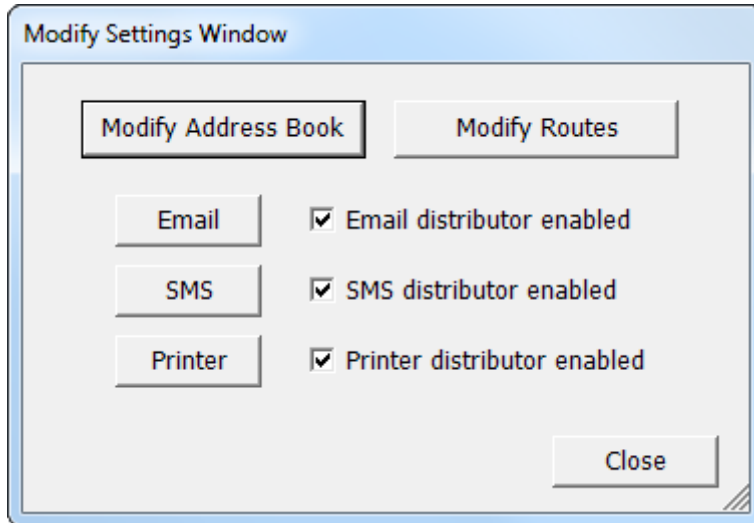 Modify Settings Window
Modify Address Book Modify Routes
Email Email distributor enabled
SMS SMS distributor enabled
Printer Printer distributor enabled
Close